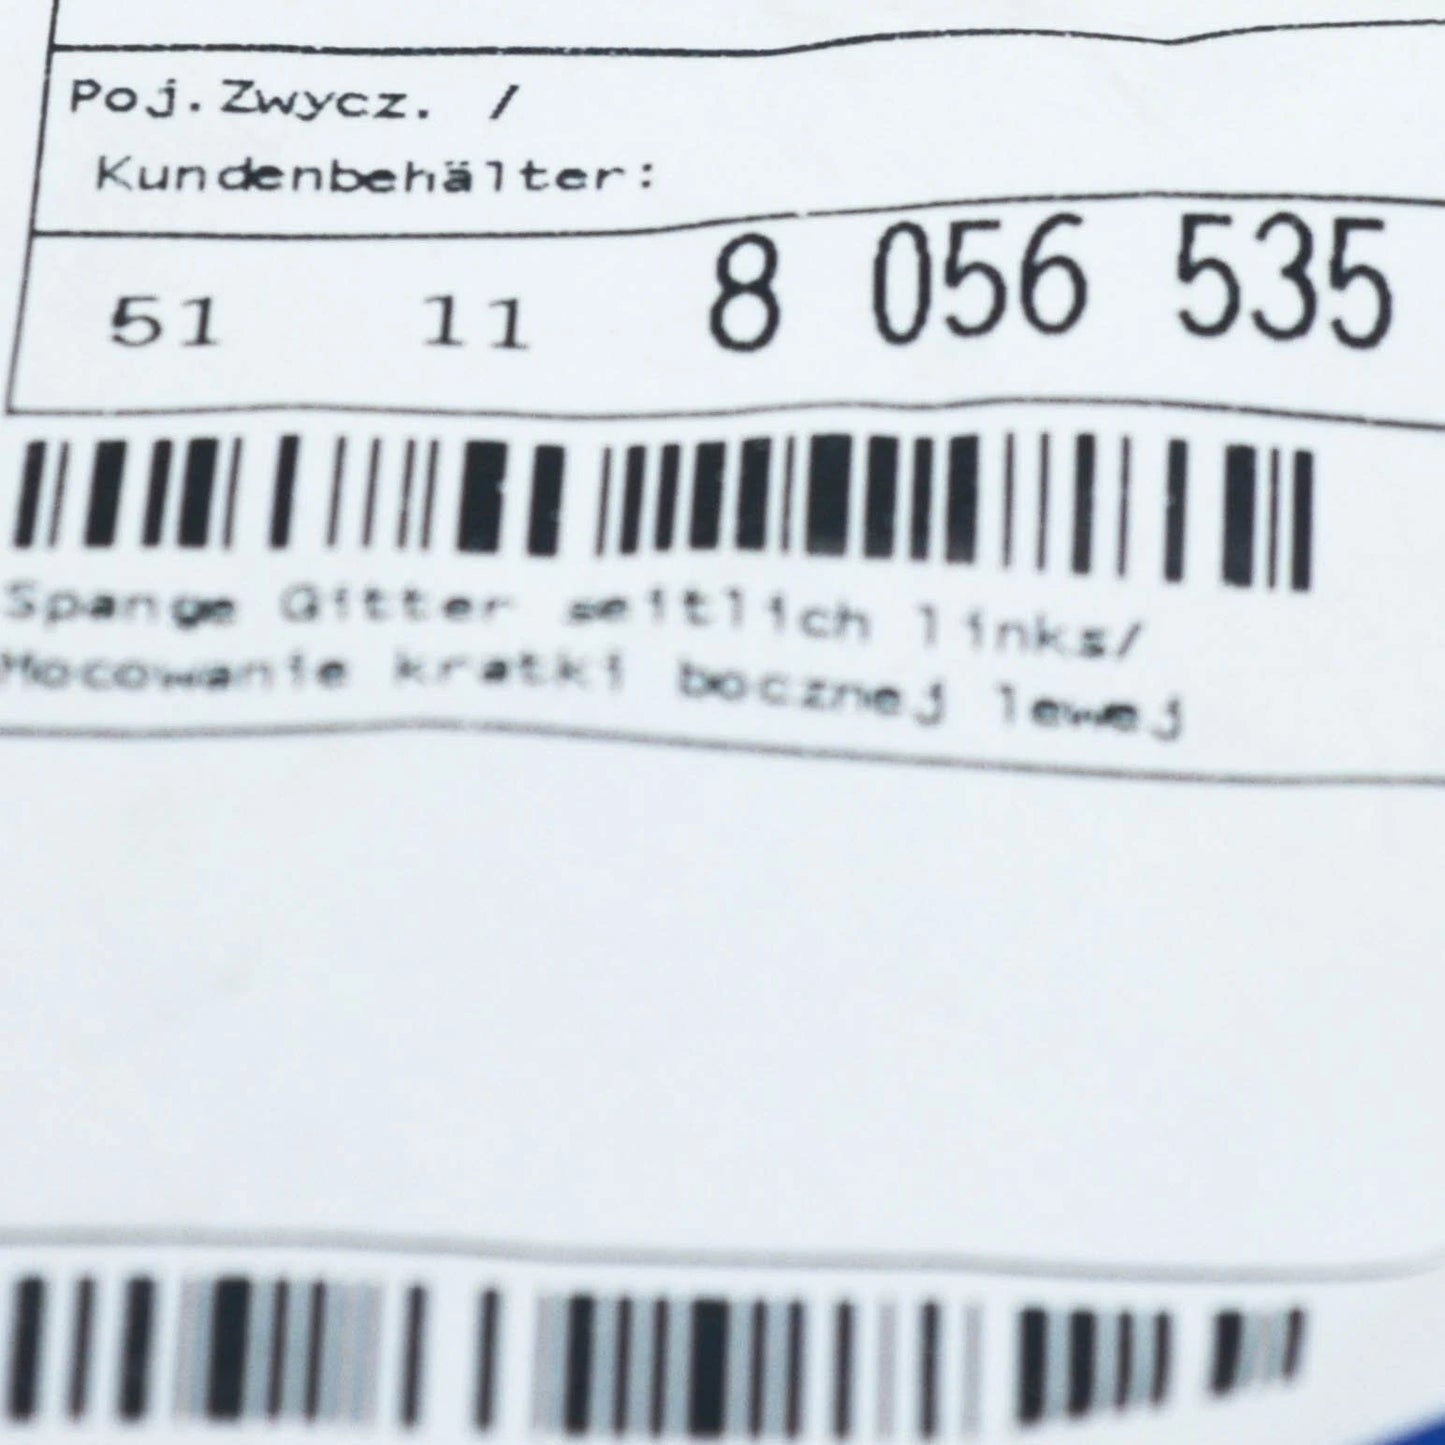 Poj.Zwycz. /
Kundenbehälter:
51 11 8 056 535
Spange Gitter seitlich links/
Mocowanie kratki bocznej lewej